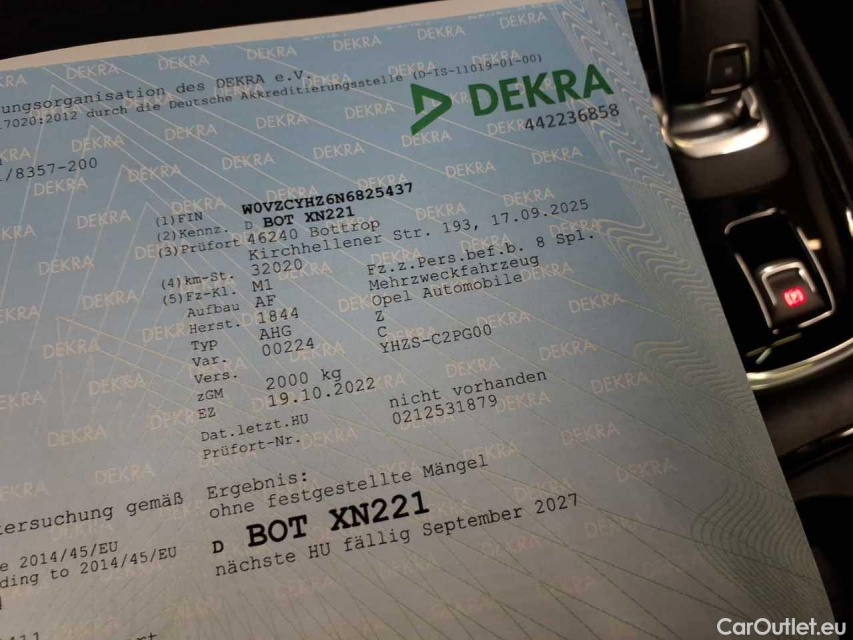 ungsorganisation des DEKRA e.V.
17020:2012 durch die Deutsche Akkreditierungsstelle (D-IS-11019-01-00)
DEKRA
442236858
/8357-200
(1)FIN W0VZCYHZ6N6825437
(2)Kennz. D BOT XN221
(3)Prüfort 46240 Bottrop
Kirchhellener Str. 193, 17.09.2025
(4)km-St. 32020
(5)Fz-Kl. M1 Fz.z.Pers.bef.b. 8 Spl.
Aufbau AF Mehrzweckfahrzeug
Herst. 1844 Opel Automobile
Typ AHG Z
Var. 00224 C
Vers. YHZS-C2PG00
zGM 2000 kg
EZ 19.10.2022
Dat.letzt.HU nicht vorhanden
Prüfort-Nr. 0212531879
Ergebnis:
ersuchung gemäß ohne festgestellte Mängel
D BOT XN221
e 2014/45/EU
ding to 2014/45/EU nächste HU fällig September 2027
CarOutlet.eu